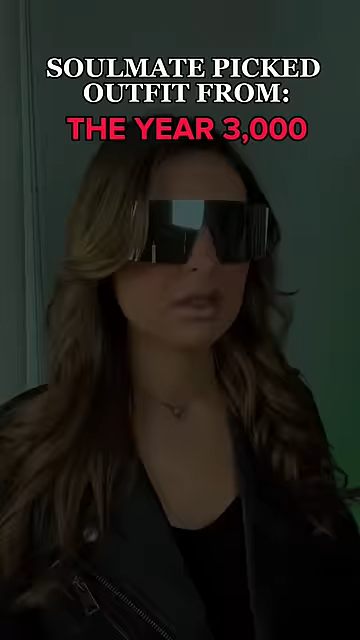 SOULMATE PICKED
OUTFIT FROM:
THE YEAR 3,000